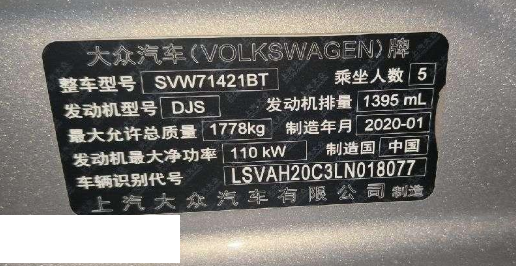 大众汽车(VOLKSWAGEN)牌
整车型号 SVW71421BT 乘坐人数 5
发动机型号 DJS 发动机排量 1395 mL
最大允许总质量 1778kg 制造年月 2020-01
发动机最大净功率 110 kW 制造国 中国
车辆识别代号 LSVAH20C3LN018077
上汽大众汽车有限公司 制造